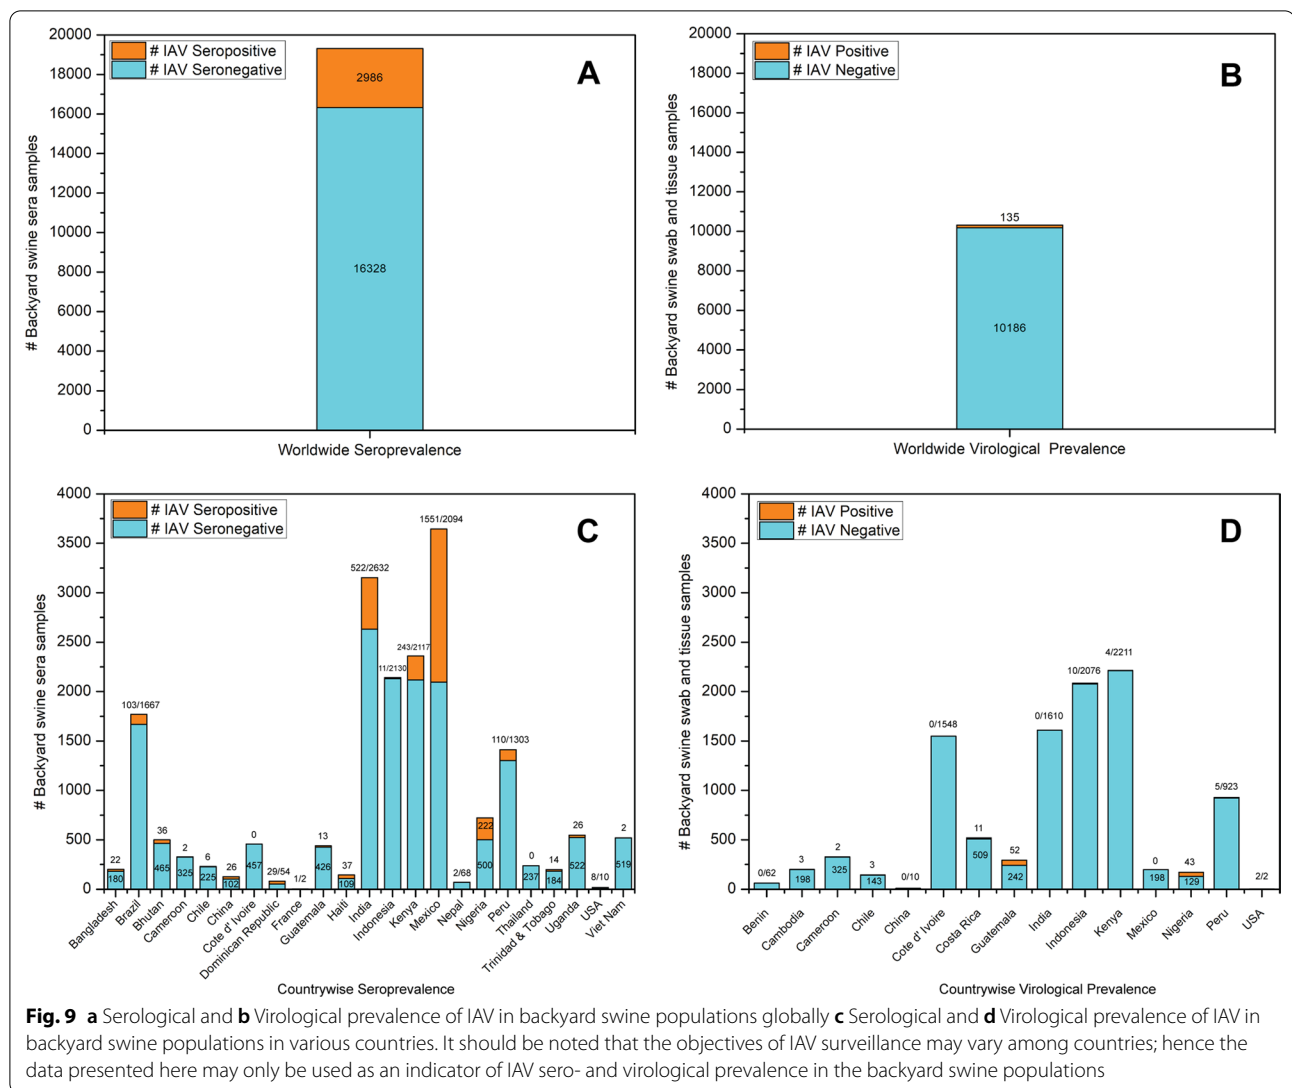 # IAV Seropositive
# IAV Seronegative
A
20000
18000
16000
14000
12000
10000
8000
6000
4000
2000
0
# Backyard swine sera samples
2986
16328
Worldwide Seroprevalence
# IAV Positive
# IAV Negative
B
20000
18000
16000
14000
12000
10000
8000
6000
4000
2000
0
# Backyard swine swab and tissue samples
135
10186
Worldwide Virological Prevalence
# IAV Seropositive
# IAV Seronegative
C
4000
3500
3000
2500
2000
1500
1000
500
0
# Backyard swine sera samples
22
180
103/1667
36
465
2
325
6
225
26
102
0
457
29/54
1/2
13
426
37
109
522/2632
11/2130
243/2117
1551/2094
2/68
222
500
110/1303
0
237
14
184
26
522
8/10
2
519
Bangladesh
Brazil
Bhutan
Cameroon
Chile
China
Cote d' Ivoire
Dominican Republic
France
Guatemala
Haiti
India
Indonesia
Kenya
Mexico
Nepal
Nigeria
Peru
Thailand
Trinidad & Tobago
Uganda
USA
Viet Nam
Countrywise Seroprevalence
# IAV Positive
# IAV Negative
D
4000
3500
3000
2500
2000
1500
1000
500
0
# Backyard swine swab and tissue samples
0/62
3
198
2
325
3
143
0/10
0/1548
11
509
52
242
0/1610
10/2076
4/2211
0
198
43
129
5/923
2/2
Benin
Cambodia
Cameroon
Chile
China
Cote d' Ivoire
Costa Rica
Guatemala
India
Indonesia
Kenya
Mexico
Nigeria
Peru
USA
Countrywise Virological Prevalence
Fig. 9 a Serological and b Virological prevalence of IAV in backyard swine populations globally c Serological and d Virological prevalence of IAV in
backyard swine populations in various countries. It should be noted that the objectives of IAV surveillance may vary among countries; hence the
data presented here may only be used as an indicator of IAV sero- and virological prevalence in the backyard swine populations